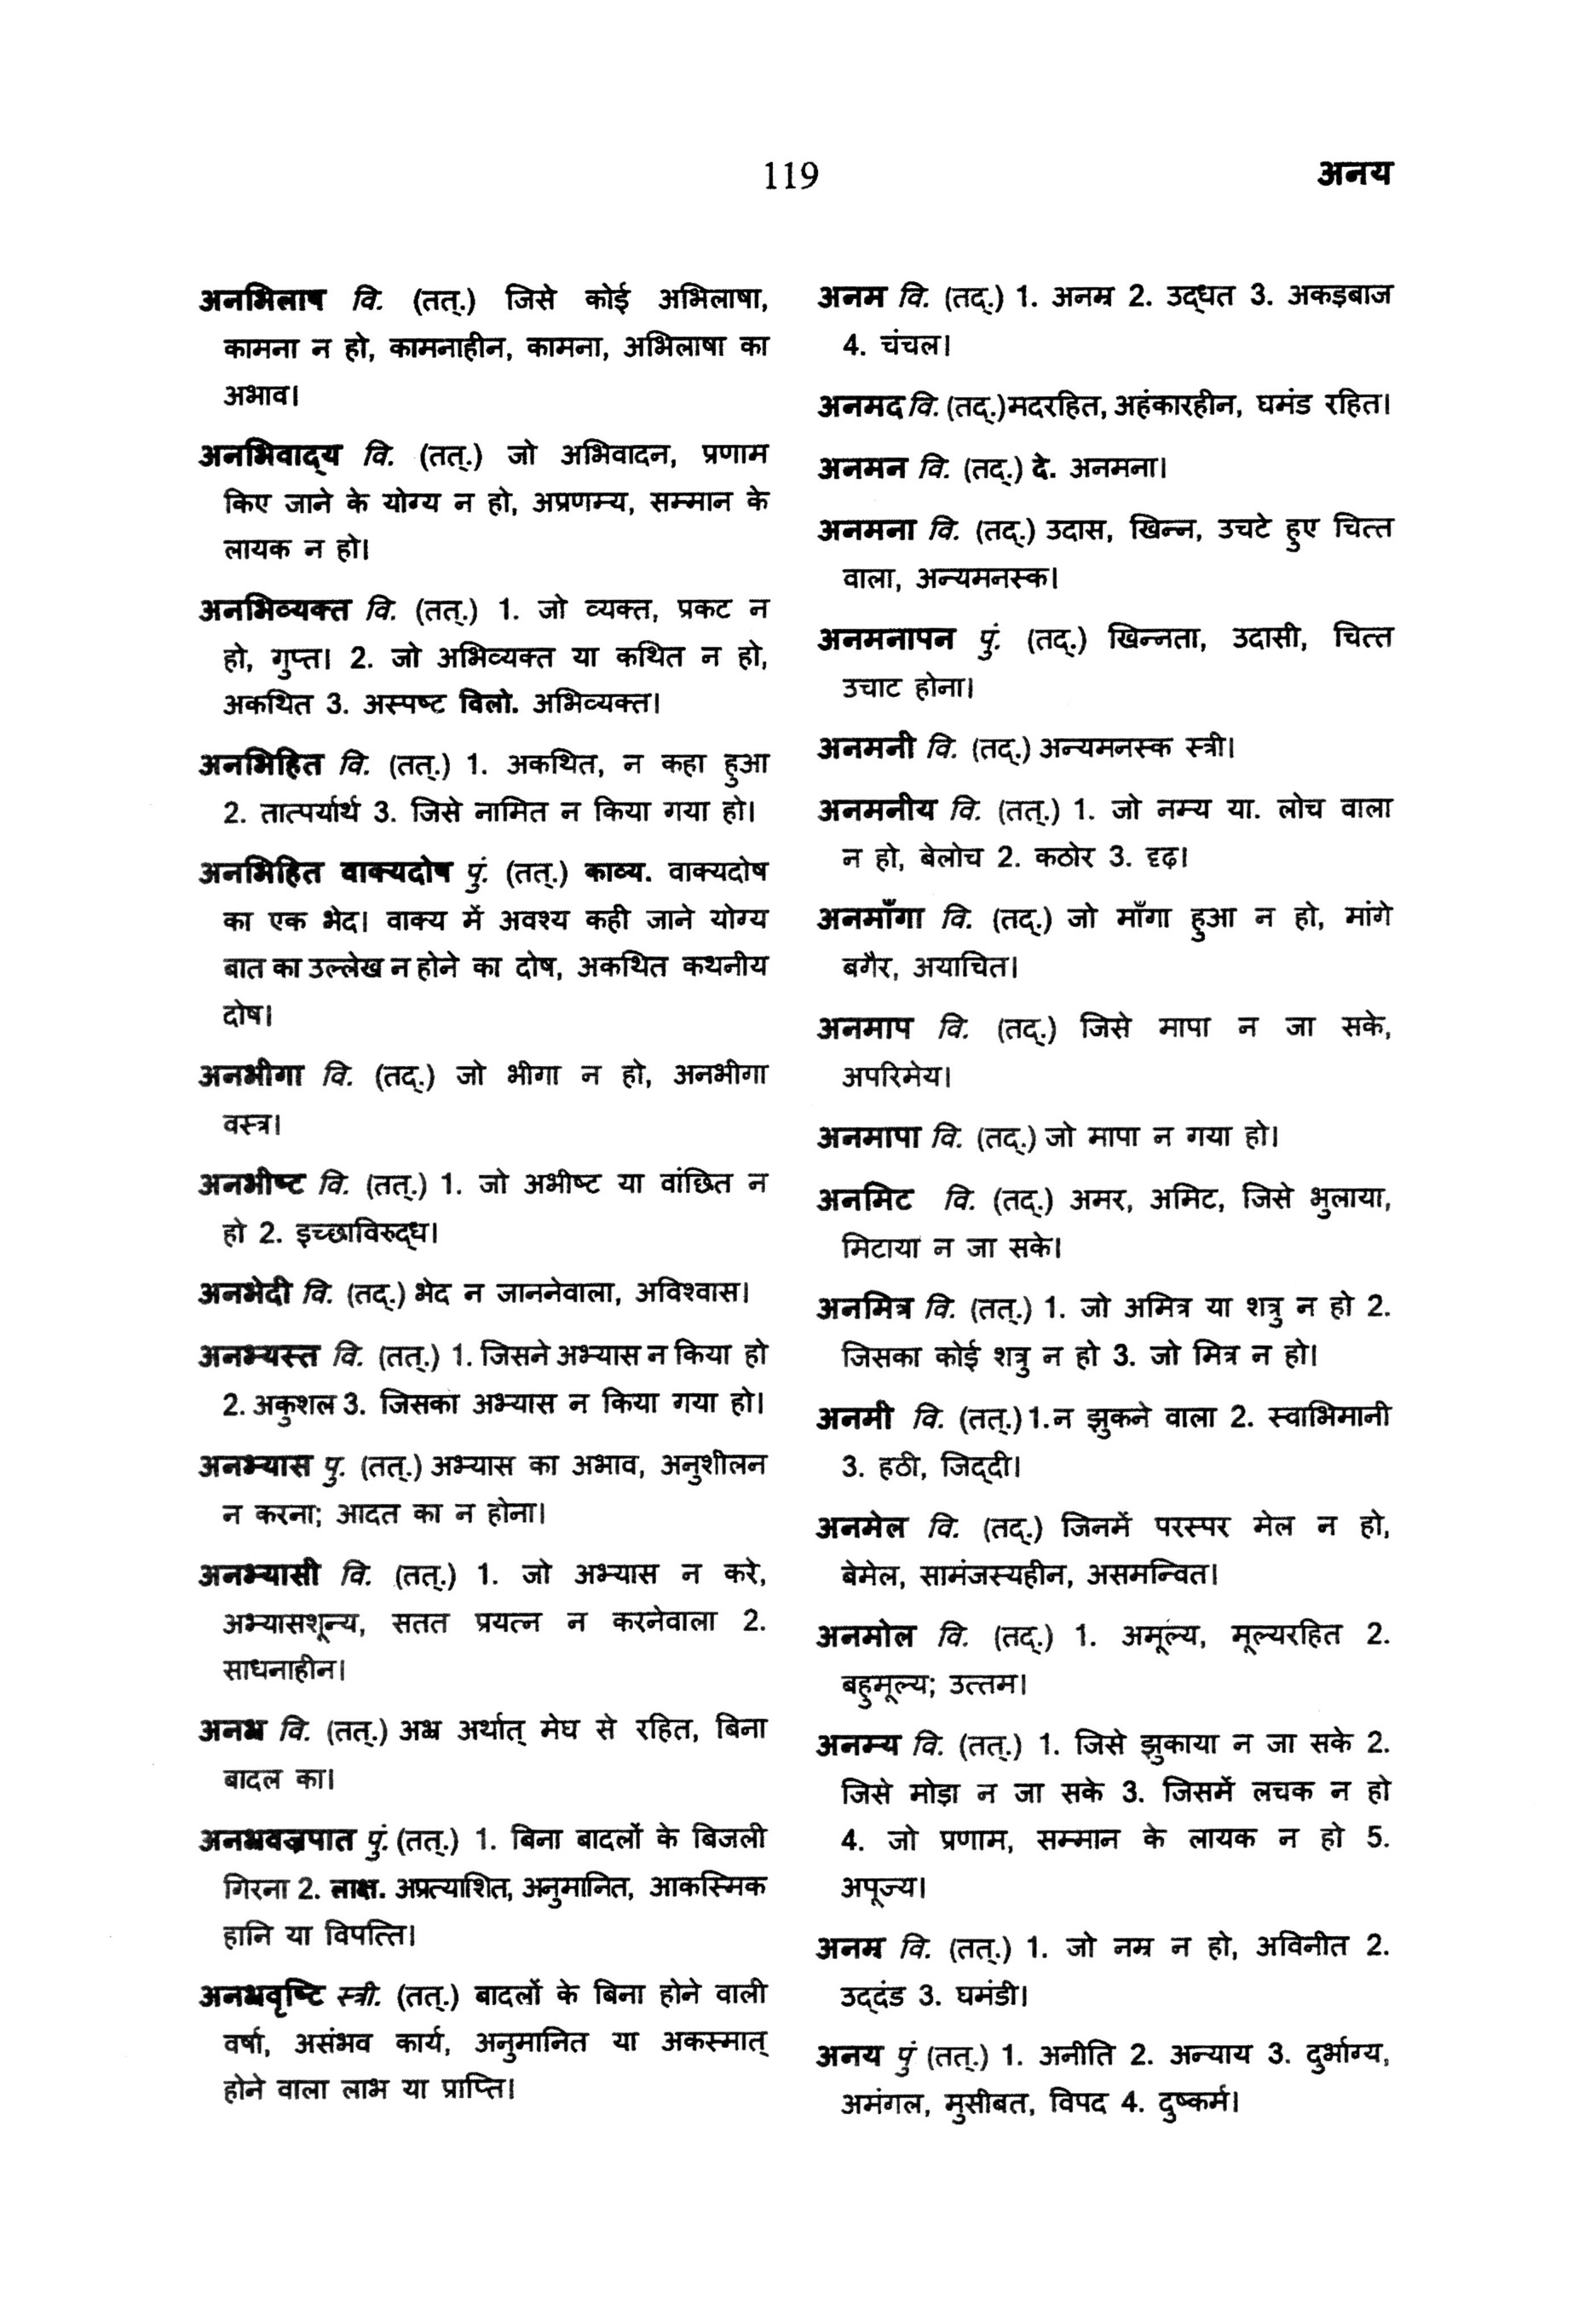 119
अनय
अनभिलाष वि. (तत्.) जिसे कोई अभिलाषा,
कामना न हो, कामनाहीन, कामना, अभिलाषा का
अभाव।
अनभिवाद्य वि. (तत्.) जो अभिवादन, प्रणाम
किए जाने के योग्य न हो, अप्रणम्य, सम्मान के
लायक न हो।
अनभिव्यक्त वि. (तत्.) 1. जो व्यक्त, प्रकट न
हो, गुप्त। 2. जो अभिव्यक्त या कथित न हो,
अकथित 3. अस्पष्ट विलो. अभिव्यक्त।
अनभिहित वि. (तत्.) 1. अकथित, न कहा हुआ
2. तात्पर्यार्थ 3. जिसे नामित न किया गया हो।
अनभिहित वाक्यदोष पुं. (तत्.) काव्य. वाक्यदोष
का एक भेद। वाक्य में अवश्य कही जाने योग्य
बात का उल्लेख न होने का दोष, अकथित कथनीय
दोष।
अनभीगा वि. (तद्.) जो भीगा न हो, अनभीगा
वस्त्र।
अनभीष्ट वि. (तत्.) 1. जो अभीष्ट या वांछित न
हो 2. इच्छाविरुद्ध।
अनभेदी वि. (तद्.) भेद न जाननेवाला, अविश्वास।
अनभ्यस्त वि. (तत्.) 1. जिसने अभ्यास न किया हो
2. अकुशल 3. जिसका अभ्यास न किया गया हो।
अनभ्यास पु. (तत्.) अभ्यास का अभाव, अनुशीलन
न करना; आदत का न होना।
अनभ्यासी वि. (तत्.) 1. जो अभ्यास न करे,
अभ्यासशून्य, सतत प्रयत्न न करनेवाला 2.
साधनाहीन।
अनभ्र वि. (तत्.) अभ्र अर्थात् मेघ से रहित, बिना
बादल का।
अनभ्रवज्रपात पुं. (तत्.) 1. बिना बादलों के बिजली
गिरना 2. लाक्ष. अप्रत्याशित, अनुमानित, आकस्मिक
हानि या विपत्ति।
अनभ्रवृष्टि स्त्री. (तत्.) बादलों के बिना होने वाली
वर्षा, असंभव कार्य, अनुमानित या अकस्मात्
होने वाला लाभ या प्राप्ति।
अनम वि. (तद्.) 1. अनम्र 2. उद्धत 3. अकड़बाज
4. चंचल।
अनमद वि. (तद्.) मदरहित, अहंकारहीन, घमंड रहित।
अनमन वि. (तद्.) दे. अनमना।
अनमना वि. (तद्.) उदास, खिन्न, उचटे हुए चित्त
वाला, अन्यमनस्क।
अनमनापन पुं. (तद्.) खिन्नता, उदासी, चित्त
उचाट होना।
अनमनी वि. (तद्.) अन्यमनस्क स्त्री।
अनमनीय वि. (तत्.) 1. जो नम्य या. लोच वाला
न हो, बेलोच 2. कठोर 3. दृढ़।
अनमाँगा वि. (तद्.) जो माँगा हुआ न हो, मांगे
बगैर, अयाचित।
अनमाप वि. (तद्.) जिसे मापा न जा सके,
अपरिमेय।
अनमापा वि. (तद्.) जो मापा न गया हो।
अनमिट वि. (तद्.) अमर, अमिट, जिसे भुलाया,
मिटाया न जा सके।
अनमित्र वि. (तत्.) 1. जो अमित्र या शत्रु न हो 2.
जिसका कोई शत्रु न हो 3. जो मित्र न हो।
अनमी वि. (तत्.) 1.न झुकने वाला 2. स्वाभिमानी
3. हठी, जिद्दी।
अनमेल वि. (तद्.) जिनमें परस्पर मेल न हो,
बेमेल, सामंजस्यहीन, असमन्वित।
अनमोल वि. (तद्.) 1. अमूल्य, मूल्यरहित 2.
बहुमूल्य; उत्तम।
अनम्य वि. (तत्.) 1. जिसे झुकाया न जा सके 2.
जिसे मोड़ा न जा सके 3. जिसमें लचक न हो
4. जो प्रणाम, सम्मान के लायक न हो 5.
अपूज्य।
अनम्र वि. (तत्.) 1. जो नम्र न हो, अविनीत 2.
उद्दंड 3. घमंडी।
अनय पुं (तत्.) 1. अनीति 2. अन्याय 3. दुर्भाग्य,
अमंगल, मुसीबत, विपद 4. दुष्कर्म।